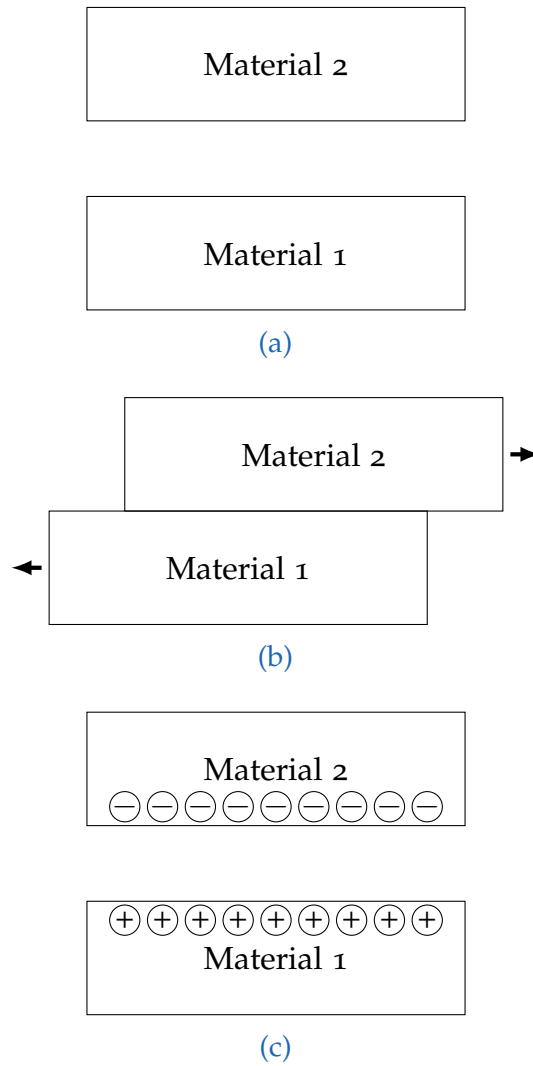 Material 2
Material 1
(a)
Material 2
Material 1
(b)
Material 2
− − − − − − − − −
+ + + + + + + + +
Material 1
(c)